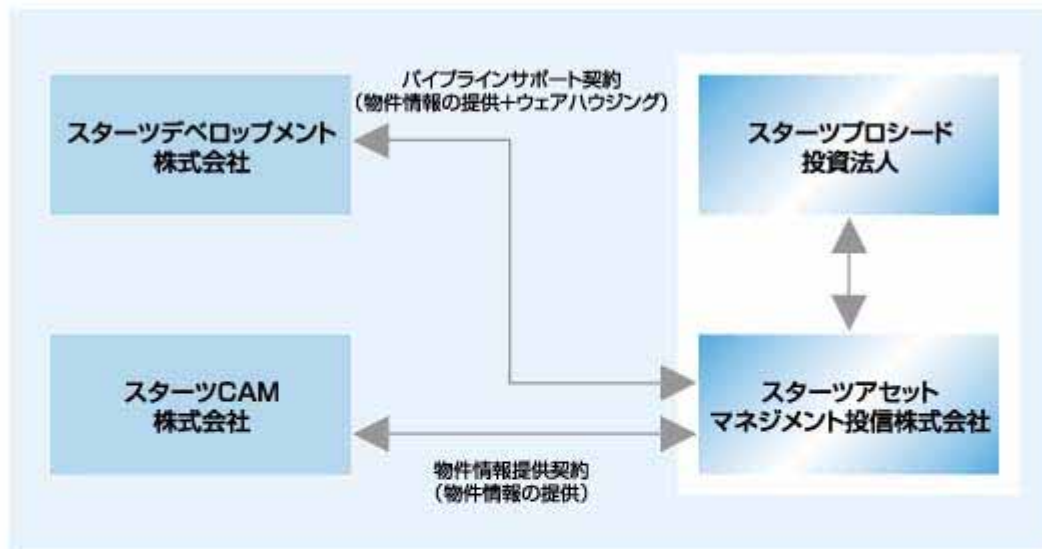 パイプラインサポート契約
(物件情報の提供+ウェアハウジング)
スターツデベロップメント
株式会社
スターツプロシード
投資法人
スターツCAM
株式会社
スターツアセット
マネジメント投信株式会社
物件情報提供契約
(物件情報の提供)